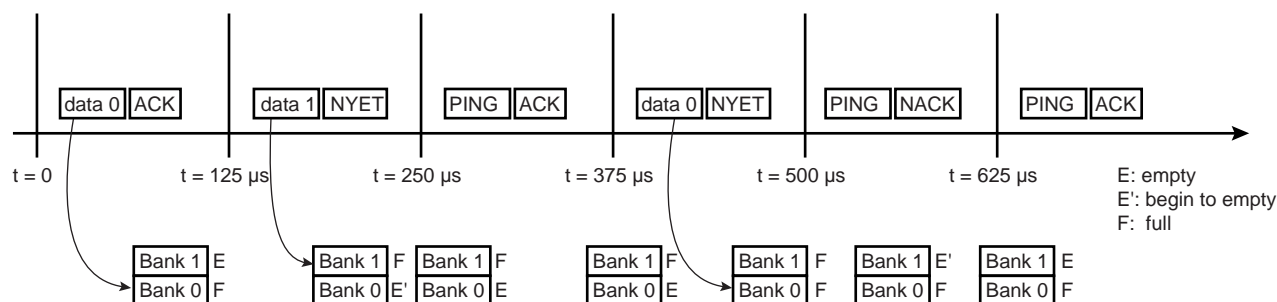 data 0 ACK data 1 NYET PING ACK data 0 NYET PING NACK PING ACK
t = 0 t = 125 μs t = 250 μs t = 375 μs t = 500 μs t = 625 μs E: empty
E': begin to empty
F: full
Bank 1 E Bank 1 F Bank 1 F Bank 1 F Bank 1 F Bank 1 E' Bank 1 E
Bank 0 F Bank 0 E' Bank 0 E Bank 0 E Bank 0 F Bank 0 F Bank 0 F